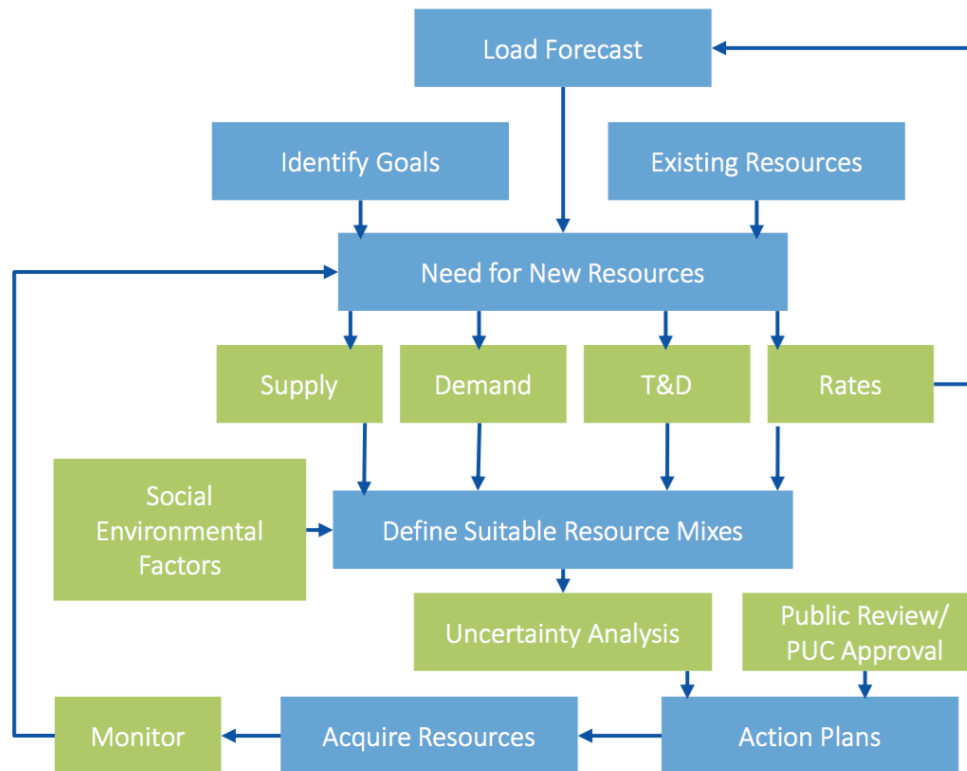 Load Forecast
Identify Goals
Existing Resources
Need for New Resources
Supply
Demand
T&D
Rates
Social
Environmental
Factors
Define Suitable Resource Mixes
Uncertainty Analysis
Public Review/
PUC Approval
Monitor
Acquire Resources
Action Plans